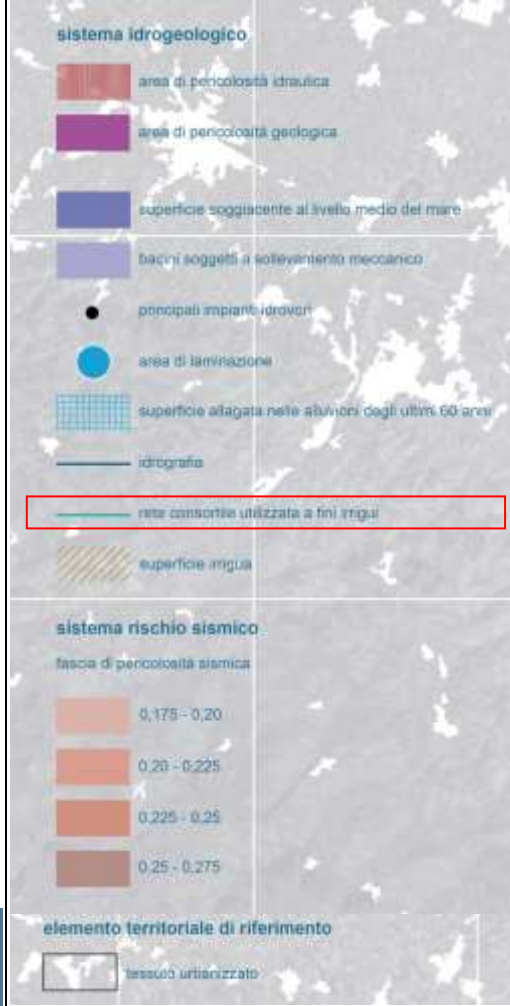 sistema idrogeologico
area di pericolosità idraulica
area di pericolosità geologica
superficie soggiacente al livello medio del mare
bacini soggetti a sollevamento meccanico
principali impianti idrovori
area di laminazione
superficie allagata nelle alluvioni degli ultimi 60 anni
idrografia
rete consortile utilizzata a fini irrigui
superficie irrigua
sistema rischio sismico
fascia di pericolosità sismica
0,175 - 0,20
0,20 - 0,225
0,225 - 0,25
0,25 - 0,275
elemento territoriale di riferimento
tessuto urbanizzato